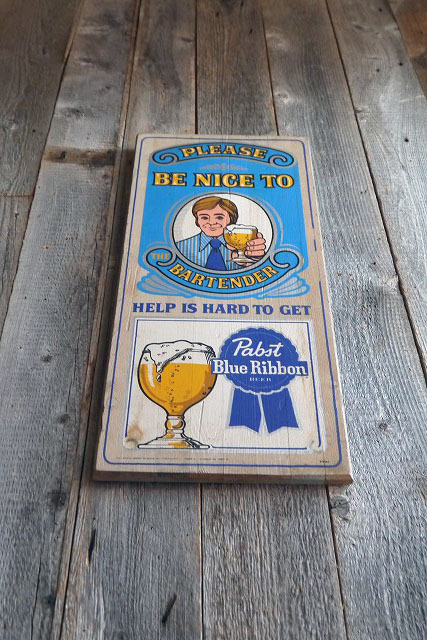 PLEASE
BE NICE TO
THE
BARTENDER
HELP IS HARD TO GET
Pabst
Blue Ribbon
BEER